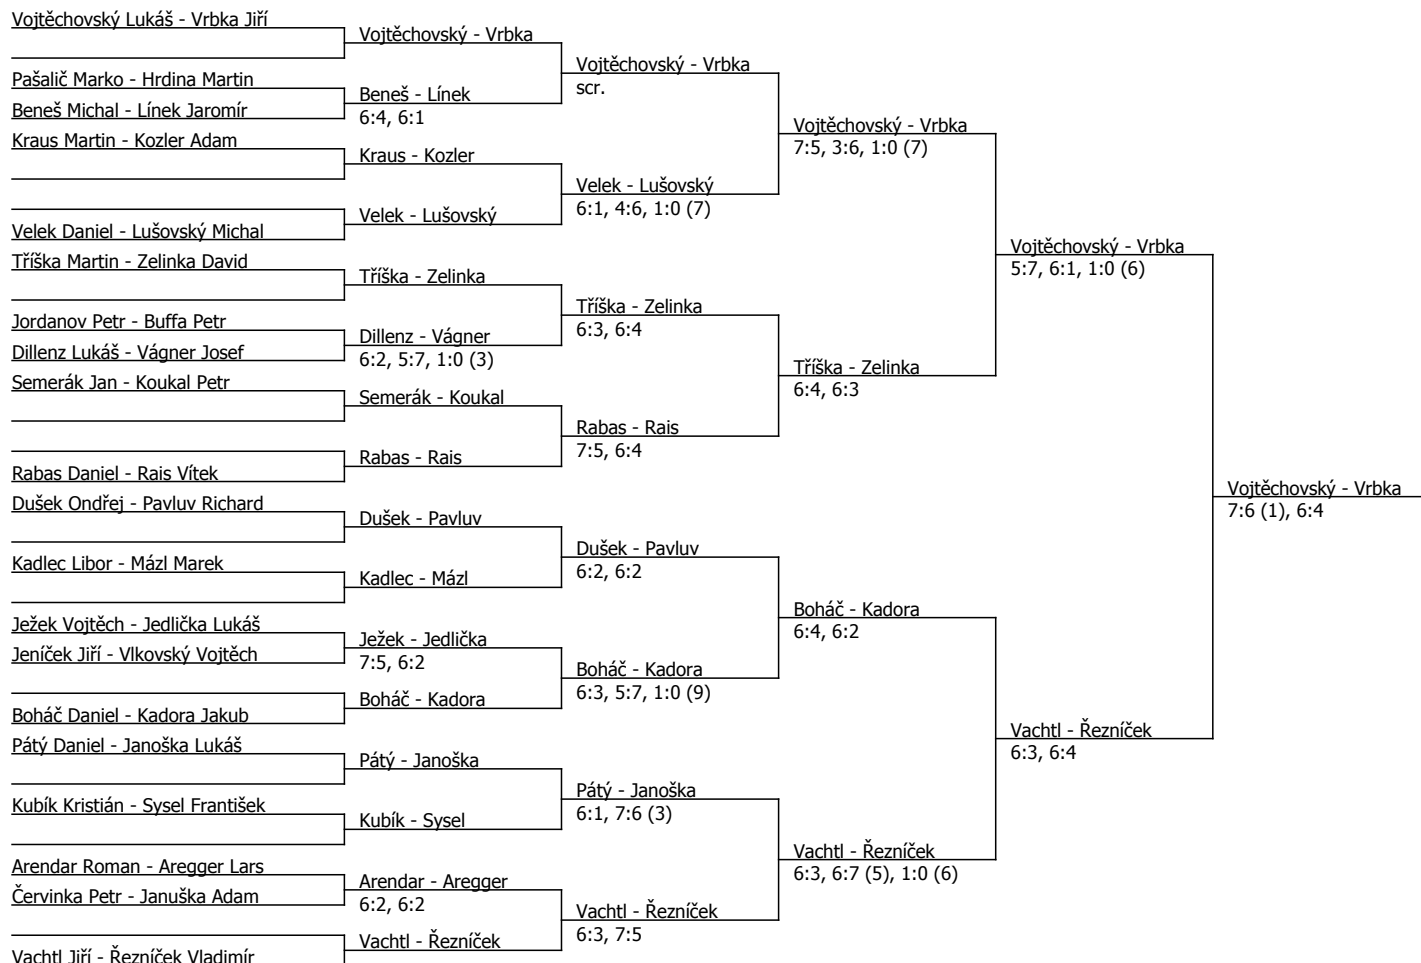 Vojtěchovský Lukáš - Vrbka Jiří
Pašalič Marko - Hrdina Martin
Beneš Michal - Línek Jaromír
Kraus Martin - Kozler Adam
Velek Daniel - Lušovský Michal
Tříška Martin - Zelinka David
Jordanov Petr - Buffa Petr
Dillenz Lukáš - Vágner Josef
Semerák Jan - Koukal Petr
Rabas Daniel - Rais Vítek
Dušek Ondřej - Pavluv Richard
Kadlec Libor - Mázl Marek
Ježek Vojtěch - Jedlička Lukáš
Jeníček Jiří - Vlkovský Vojtěch
Boháč Daniel - Kadora Jakub
Pátý Daniel - Janoška Lukáš
Kubík Kristián - Sysel František
Arendar Roman - Aregger Lars
Červinka Petr - Januška Adam
Vachtl Jiří - Řezníček Vladimír
Vojtěchovský - Vrbka
Beneš - Línek
6:4, 6:1
Kraus - Kozler
Velek - Lušovský
Tříška - Zelinka
Dillenz - Vágner
6:2, 5:7, 1:0 (3)
Semerák - Koukal
Rabas - Rais
Dušek - Pavluv
Kadlec - Mázl
Ježek - Jedlička
7:5, 6:2
Boháč - Kadora
Pátý - Janoška
Kubík - Sysel
Arendar - Aregger
6:2, 6:2
Vachtl - Řezníček
Vojtěchovský - Vrbka
scr.
Velek - Lušovský
6:1, 4:6, 1:0 (7)
Tříška - Zelinka
6:3, 6:4
Rabas - Rais
7:5, 6:4
Dušek - Pavluv
6:2, 6:2
Boháč - Kadora
6:3, 5:7, 1:0 (9)
Pátý - Janoška
6:1, 7:6 (3)
Vachtl - Řezníček
6:3, 7:5
Vojtěchovský - Vrbka
7:5, 3:6, 1:0 (7)
Tříška - Zelinka
6:4, 6:3
Boháč - Kadora
6:4, 6:2
Vachtl - Řezníček
6:3, 6:7 (5), 1:0 (6)
Vojtěchovský - Vrbka
5:7, 6:1, 1:0 (6)
Vachtl - Řezníček
6:3, 6:4
Vojtěchovský - Vrbka
7:6 (1), 6:4